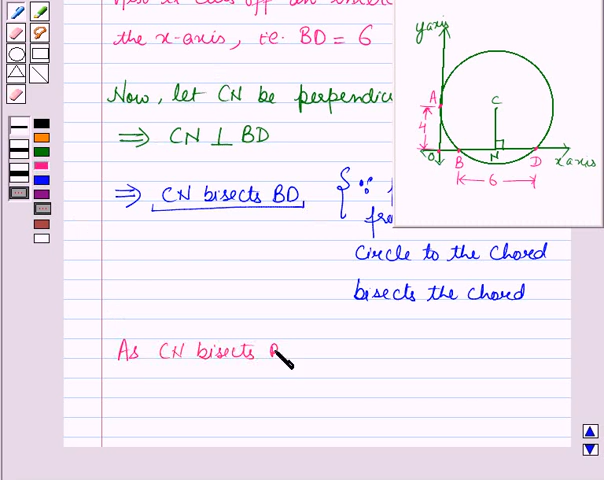 the x-axis, i.e. BD = 6
Now, let CN be
⇒ CN ⊥ BD
⇒ CN bisects BD
{ ∵
circle to the chord
bisects the chord
As CN bisects
y axis
A
C
4
O
B
N
D
x axis
6